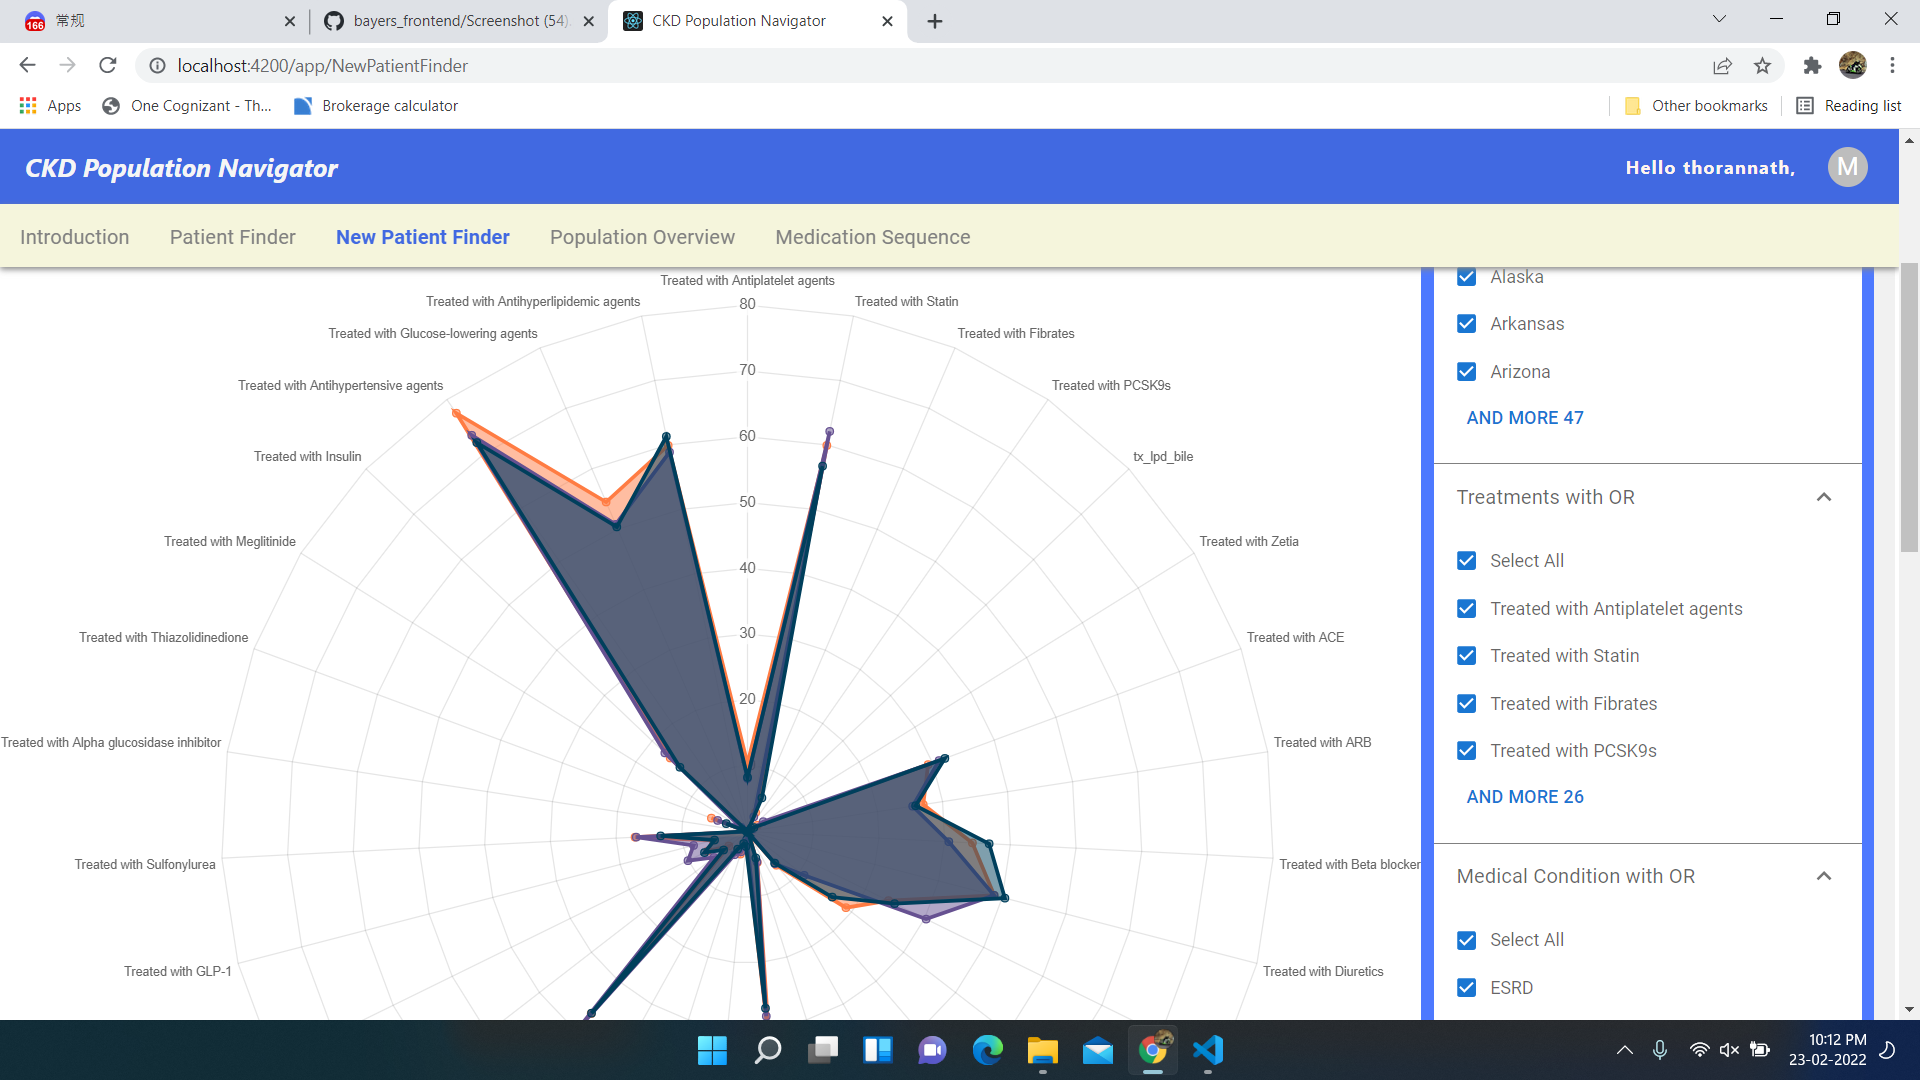 166 常规
bayers_frontend/Screenshot (54)
CKD Population Navigator
localhost:4200/app/NewPatientFinder
Apps
One Cognizant - Th...
Brokerage calculator
Other bookmarks
Reading list
CKD Population Navigator
Hello thorannath,
M
Introduction
Patient Finder
New Patient Finder
Population Overview
Medication Sequence
Treated with Antiplatelet agents
Treated with Antihyperlipidemic agents
80
Treated with Statin
Treated with Glucose-lowering agents
Treated with Fibrates
70
Treated with Antihypertensive agents
Treated with PCSK9s
60
Treated with Insulin
tx_lpd_bile
50
Treated with Meglitinide
Treated with Zetia
40
30
Treated with Thiazolidinedione
Treated with ACE
20
Treated with Alpha glucosidase inhibitor
Treated with ARB
Treated with Sulfonylurea
Treated with Beta blocker
Treated with GLP-1
Treated with Diuretics
Alaska
Arkansas
Arizona
AND MORE 47
Treatments with OR
Select All
Treated with Antiplatelet agents
Treated with Statin
Treated with Fibrates
Treated with PCSK9s
AND MORE 26
Medical Condition with OR
Select All
ESRD
10:12 PM
23-02-2022